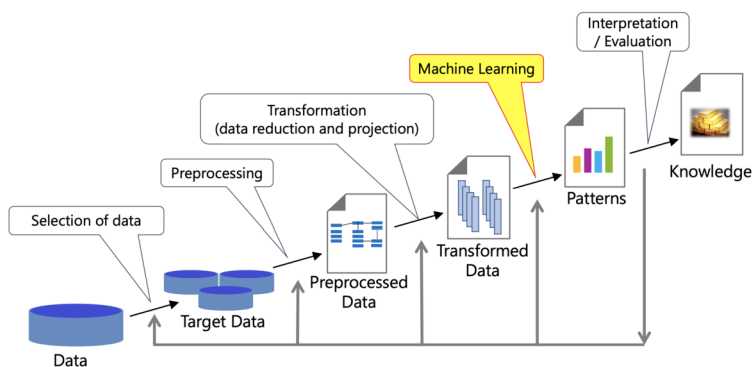 Interpretation
/ Evaluation
Machine Learning
Transformation
(data reduction and projection)
Preprocessing
Selection of data
Knowledge
Patterns
Transformed
Data
Preprocessed
Data
Target Data
Data